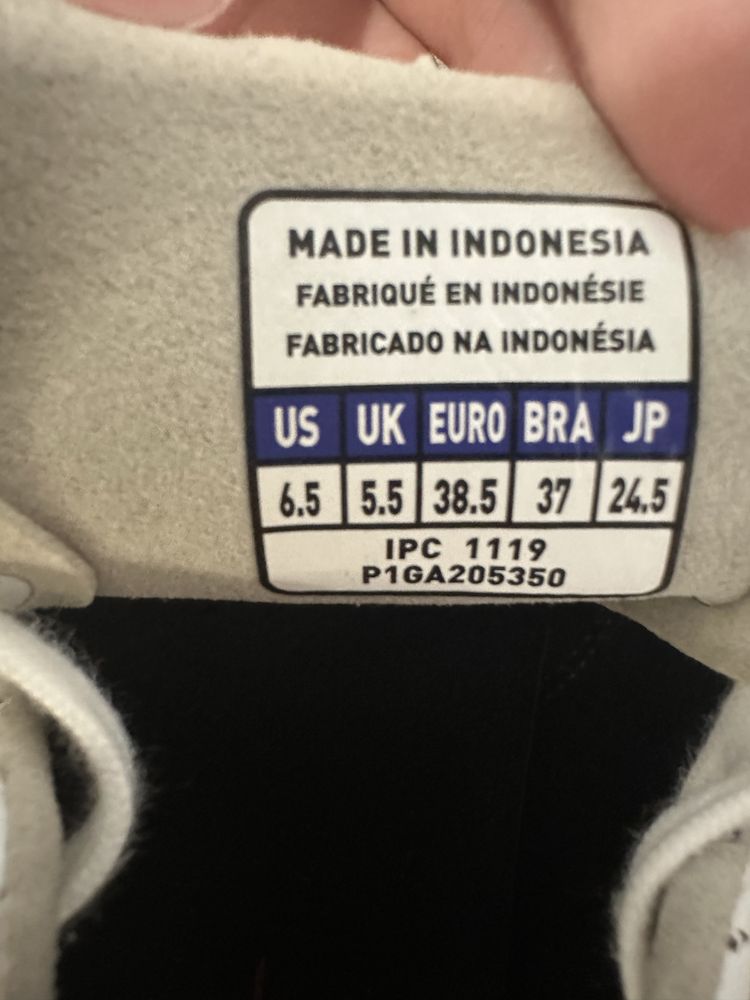 MADE IN INDONESIA
FABRIQUÉ EN INDONÉSIE
FABRICADO NA INDONÉSIA
US UK EURO BRA JP
6.5 5.5 38.5 37 24.5
IPC 1119
P1GA205350